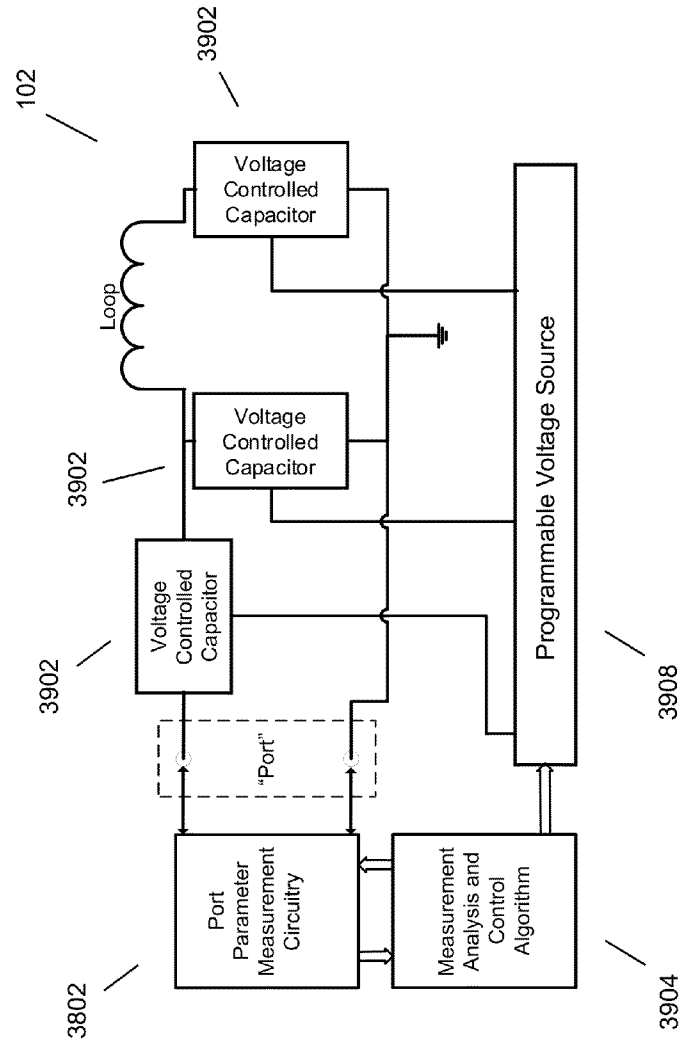 102
3902
Loop
Voltage
Controlled
Capacitor
3902
Voltage
Controlled
Capacitor
3902
Voltage
Controlled
Capacitor
"Port"
3802
Port
Parameter
Measurement
Circuitry
3904
Measurement
Analysis and
Control
Algorithm
3908
Programmable Voltage Source